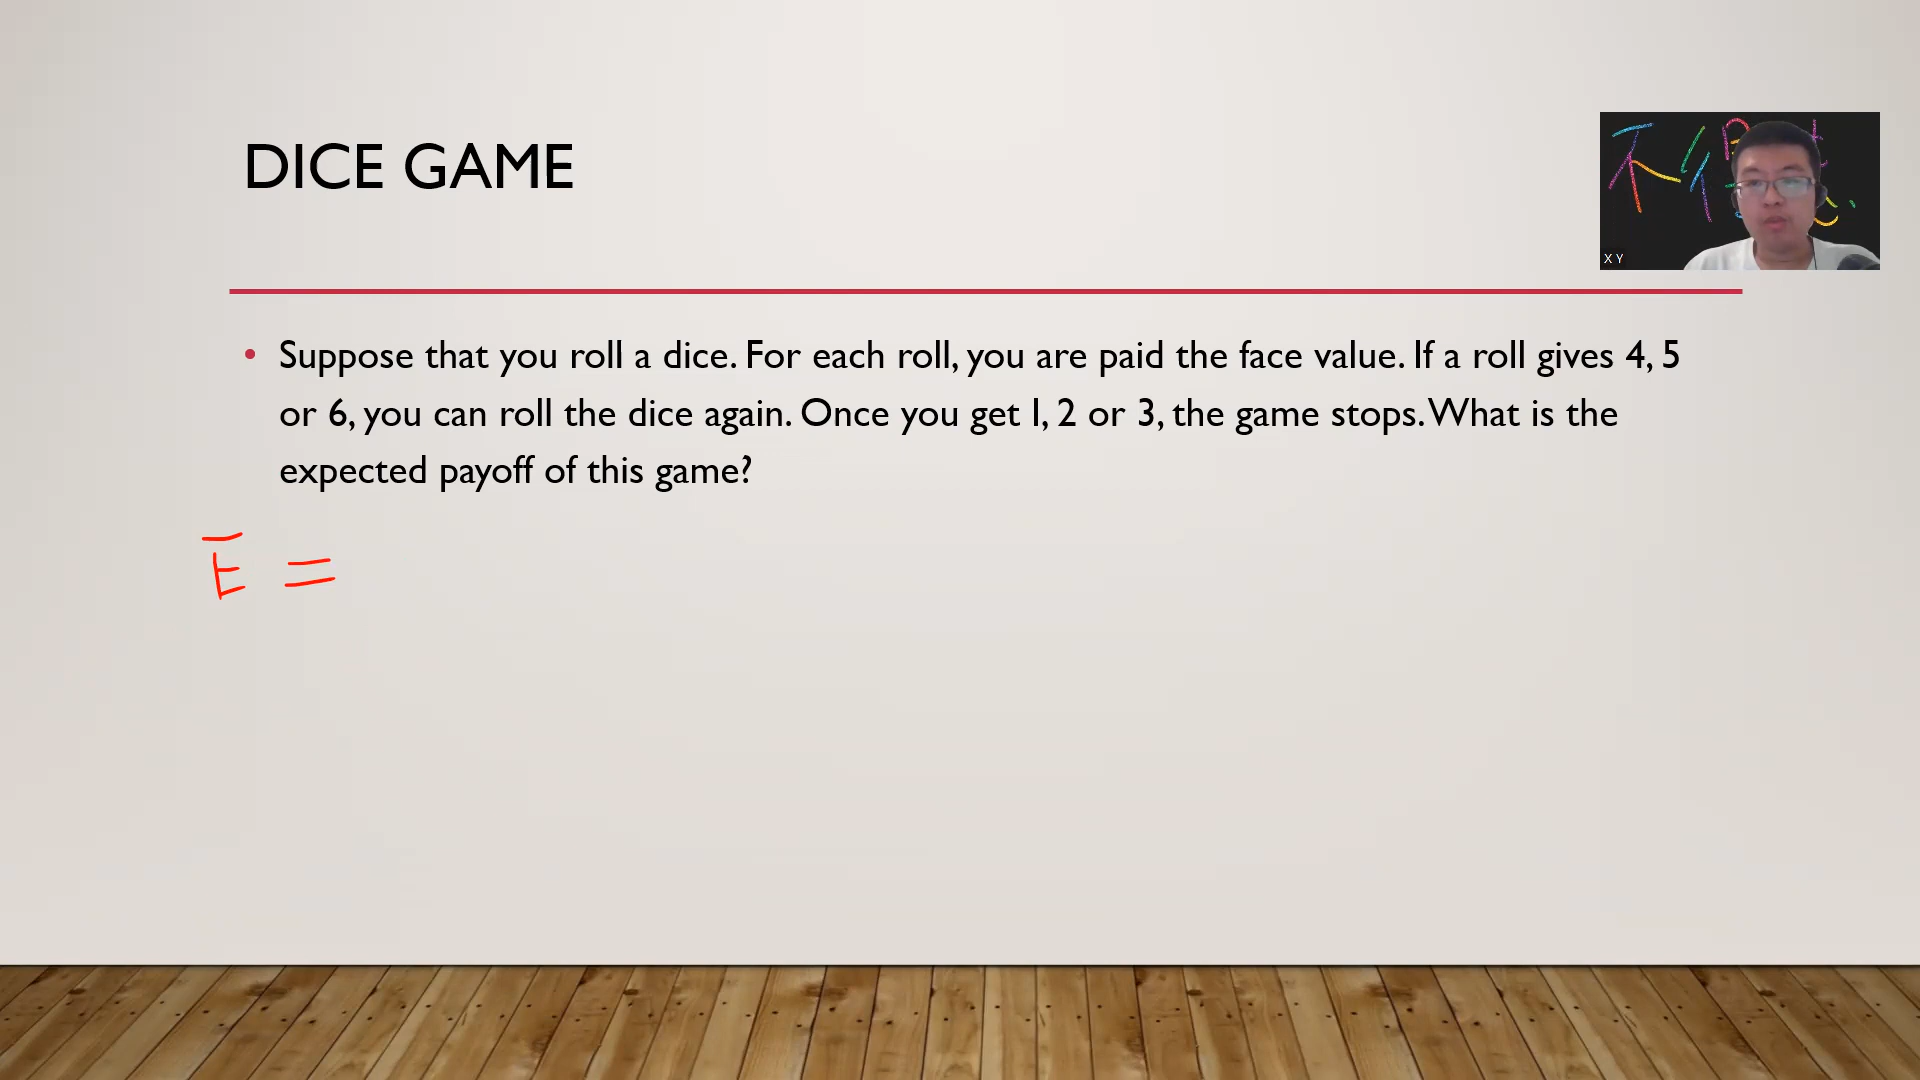 DICE GAME
X Y
• Suppose that you roll a dice. For each roll, you are paid the face value. If a roll gives 4, 5
or 6, you can roll the dice again. Once you get 1, 2 or 3, the game stops. What is the
expected payoff of this game?
E =